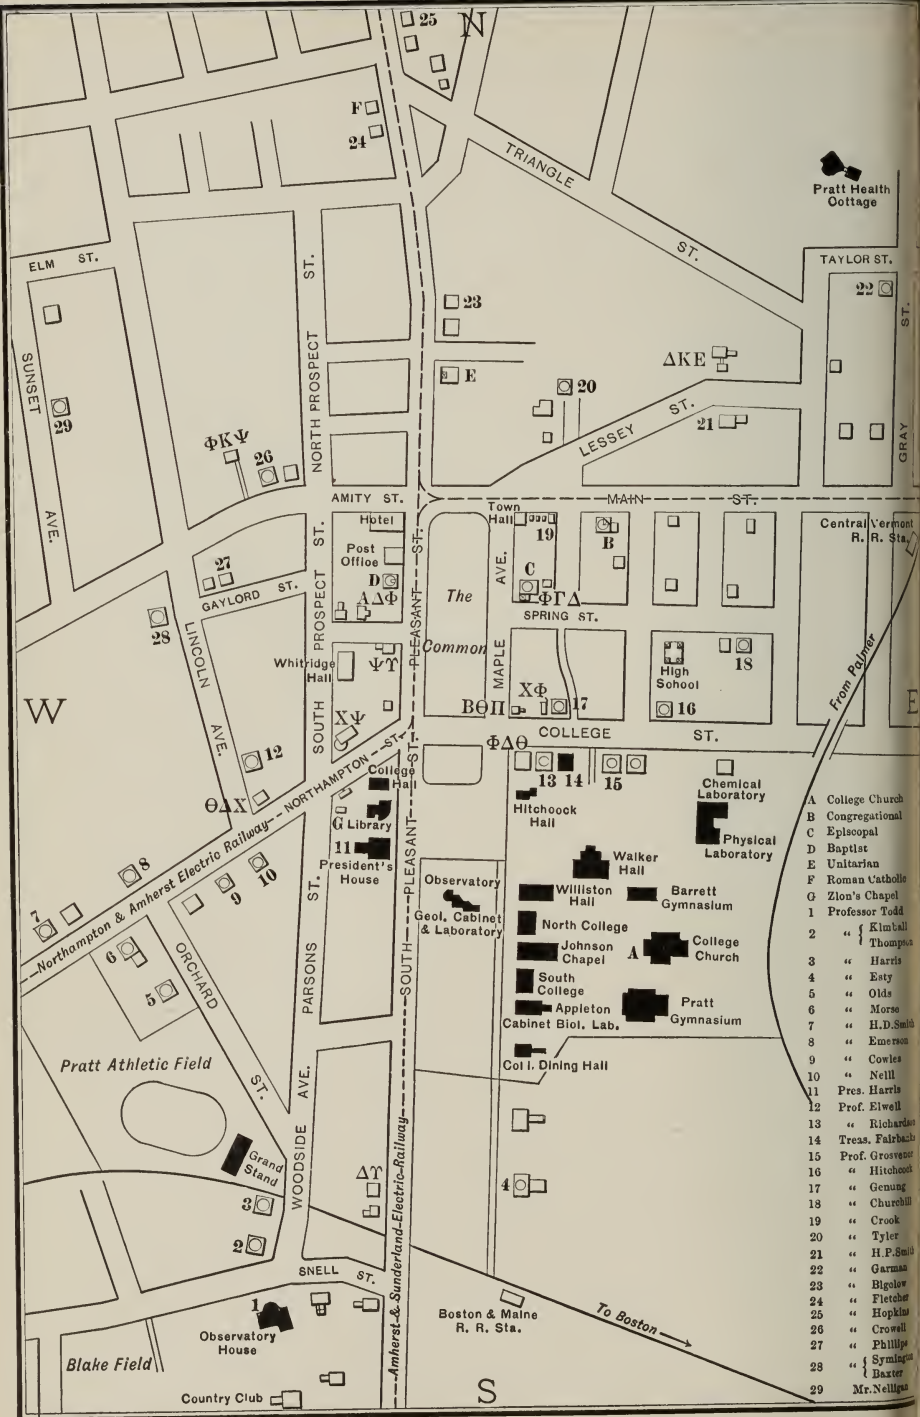 N
25
F
24
TRIANGLE ST.
Pratt Health
Cottage
ELM ST.
TAYLOR ST.
22
NORTH PROSPECT ST.
GRAY ST.
23
SUNSET AVE.
29
E
ΔΚΕ
20
LESSEY ST.
21
ΦΚΨ
26
AMITY ST.
MAIN ST.
Hotel
Town
Hall
19
B
Central Vermont
R. R. Sta.
Post
Office
D
ΑΔΦ
27
GAYLORD ST.
28
LINCOLN AVE.
SOUTH PROSPECT ST.
PLEASANT ST.
The
Common
MAPLE AVE.
C
ΦΓΔ
SPRING ST.
Whitridge
Hall
ΨΥ
High
School
18
16
From Palmer
W
E
ΧΨ
ΒΘΠ
ΧΦ
17
COLLEGE ST.
12
ΘΔΧ
NORTHAMPTON ST.
ΦΔΘ
13
14
15
College
Hall
G Library
11
President's
House
Hitchcock
Hall
Chemical
Laboratory
Physical
Laboratory
Walker
Hall
Northampton & Amherst Electric Railway
7
8
9
10
Observatory
Geol. Cabinet
& Laboratory
Williston
Hall
Barrett
Gymnasium
North College
Johnson
Chapel
A
College
Church
South
College
Appleton
Cabinet Biol. Lab.
Pratt
Gymnasium
Coll. Dining Hall
6
5
ORCHARD ST.
PARSONS ST.
SOUTH PLEASANT ST.
Pratt Athletic Field
Grand
Stand
WOODSIDE AVE.
ΔΥ
4
3
2
SNELL ST.
Amherst & Sunderland Electric Railway
1
Observatory
House
Boston & Maine
R. R. Sta.
To Boston
Blake Field
Country Club
S
A College Church
B Congregational
C Episcopal
D Baptist
E Unitarian
F Roman Catholic
G Zion's Chapel
1 Professor Todd
2 “ { Kimball
Thompson
3 “ Harris
4 “ Esty
5 “ Olds
6 “ Morse
7 “ H.D.Smith
8 “ Emerson
9 “ Cowles
10 “ Neill
11 Pres. Harris
12 Prof. Elwell
13 “ Richardson
14 Treas. Fairbanks
15 Prof. Grosvenor
16 “ Hitchcock
17 “ Genung
18 “ Churchill
19 “ Crook
20 “ Tyler
21 “ H.P.Smith
22 “ Garman
23 “ Bigelow
24 “ Fletcher
25 “ Hopkins
26 “ Crowell
27 “ Phillips
28 “ { Symington
Baxter
29 Mr.Nelligan